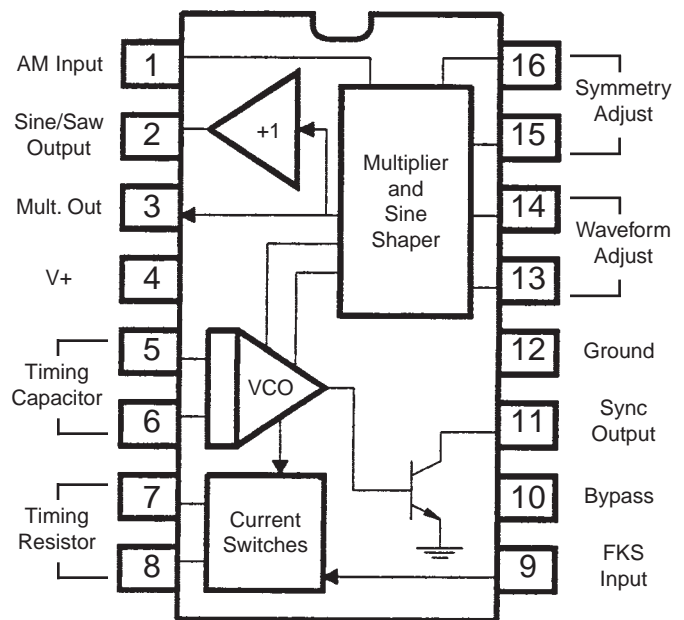 AM Input
1
16
Symmetry
Adjust
Sine/Saw
Output
2
+1
15
Multiplier
and
Sine
Shaper
Mult. Out
3
14
Waveform
Adjust
V+
4
13
5
12
Ground
Timing
Capacitor
VCO
6
11
Sync
Output
7
10
Bypass
Timing
Resistor
Current
Switches
8
9
FKS
Input